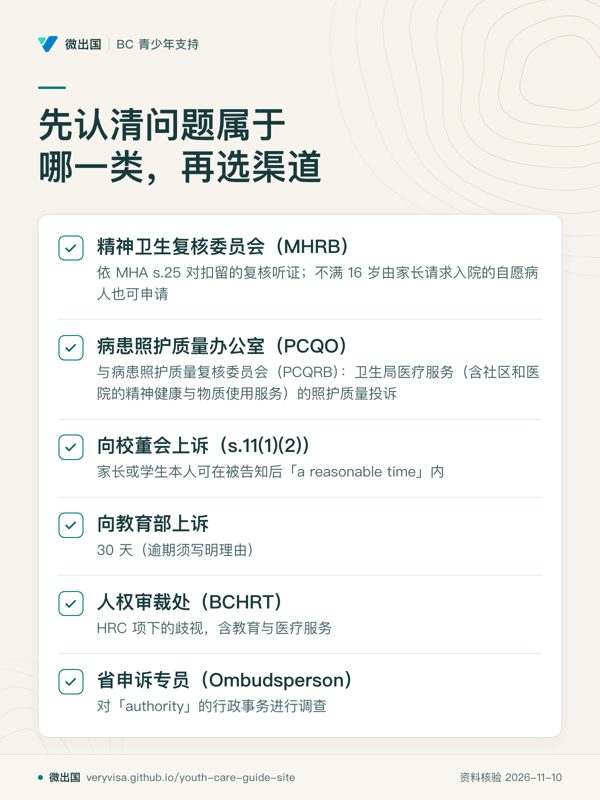 微出国 | BC 青少年支持
先认清问题属于
哪一类，再选渠道
精神卫生复核委员会（MHRB）
依 MHA s.25 对扣留的复核听证；不满 16 岁由家长请求入院的自愿病
人也可申请
病患照护质量办公室（PCQO）
与病患照护质量复核委员会（PCQRB）：卫生局医疗服务（含社区和医
院的精神健康与物质使用服务）的照护质量投诉
向校董会上诉（s.11(1)(2)）
家长或学生本人可在被告知后「a reasonable time」内
向教育部上诉
30 天（逾期须写明理由）
人权审裁处（BCHRT）
HRC 项下的歧视，含教育与医疗服务
省申诉专员（Ombudsperson）
对「authority」的行政事务进行调查
微出国 veryvisa.github.io/youth-care-guide-site
资料核验 2026-11-10